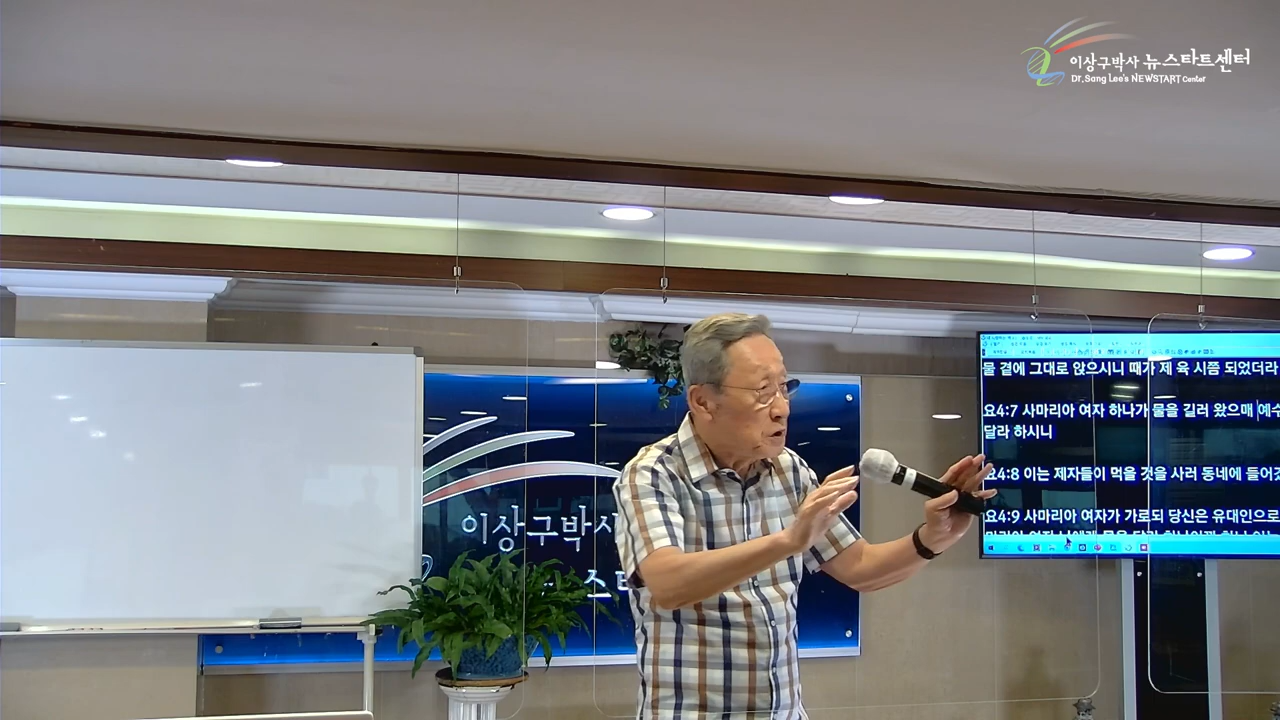 이상구박사 뉴스타트센터
Dr. Sang Lee's NEWSTART Center
물 곁에 그대로 앉으시니 때가 제 육 시쯤 되었더라
요4:7 사마리아 여자 하나가 물을 길러 왔으매 예수
달라 하시니
요4:8 이는 제자들이 먹을 것을 사러 동네에 들어갔
요4:9 사마리아 여자가 가로되 당신은 유대인으로
이상구박사
스타